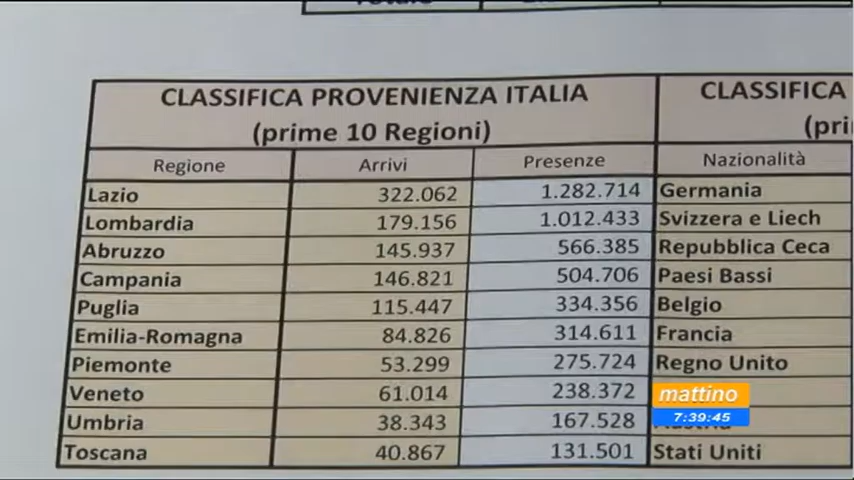 CLASSIFICA PROVENIENZA ITALIA
(prime 10 Regioni)
CLASSIFICA
Regione Arrivi Presenze Nazionalità
Lazio 322.062 1.282.714 Germania
Lombardia 179.156 1.012.433 Svizzera e Liech
Abruzzo 145.937 566.385 Repubblica Ceca
Campania 146.821 504.706 Paesi Bassi
Puglia 115.447 334.356 Belgio
Emilia-Romagna 84.826 314.611 Francia
Piemonte 53.299 275.724 Regno Unito
Veneto 61.014 238.372
mattino
7:39:45
Umbria 38.343 167.528
Toscana 40.867 131.501 Stati Uniti